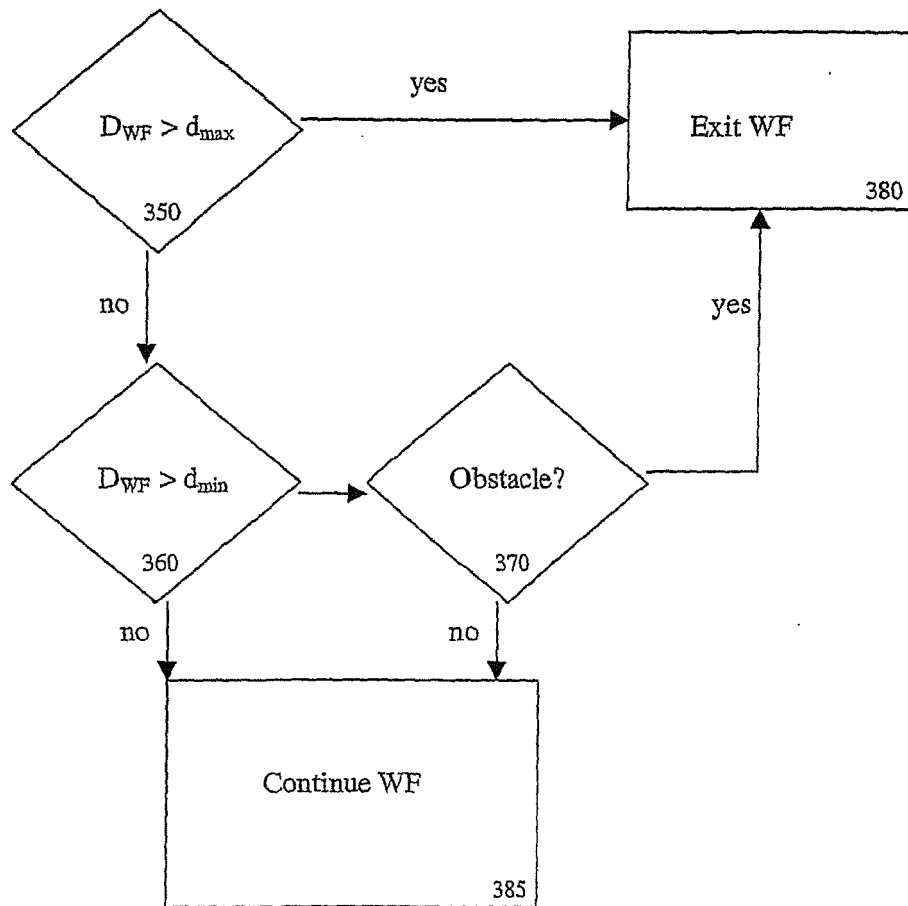 yes
D_WF > d_max
Exit WF
350
380
no
yes
D_WF > d_min
Obstacle?
360
370
no
no
Continue WF
385